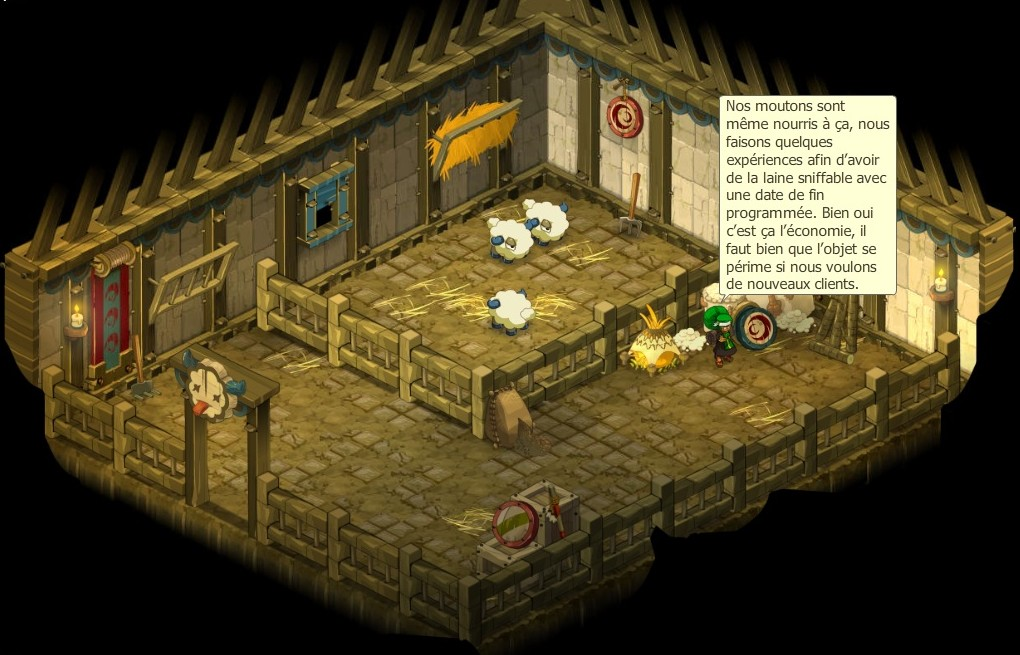 Nos moutons sont
même nourris à ça, nous
faisons quelques
expériences afin d’avoir
de la laine sniffable avec
une date de fin
programmée. Bien oui
c’est ça l’économie, il
faut bien que l’objet se
périme si nous voulons
de nouveaux clients.